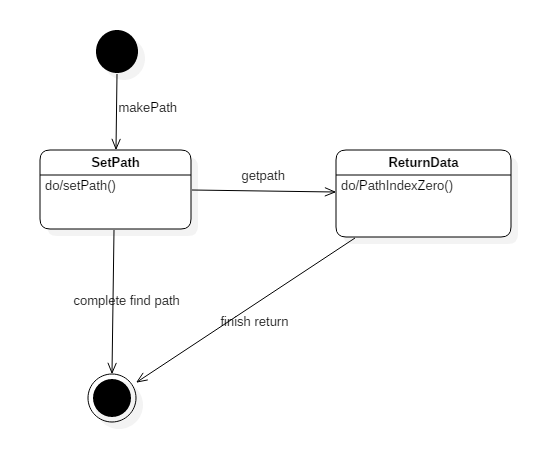 makePath
SetPath
do/setPath()
getpath
ReturnData
do/PathIndexZero()
complete find path
finish return